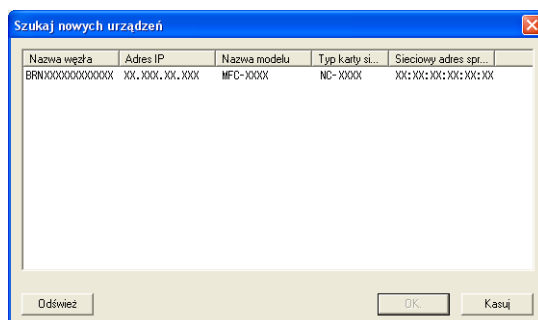 Szukaj nowych urządzeń
Nazwa węzła Adres IP Nazwa modelu Typ karty si... Sieciowy adres spr...
BRNXXXXXXXXXXXX XX.XXX.XX.XXX MFC-XXXX NC-XXXX XX:XX:XX:XX:XX:XX
Odśwież OK. Kasuj